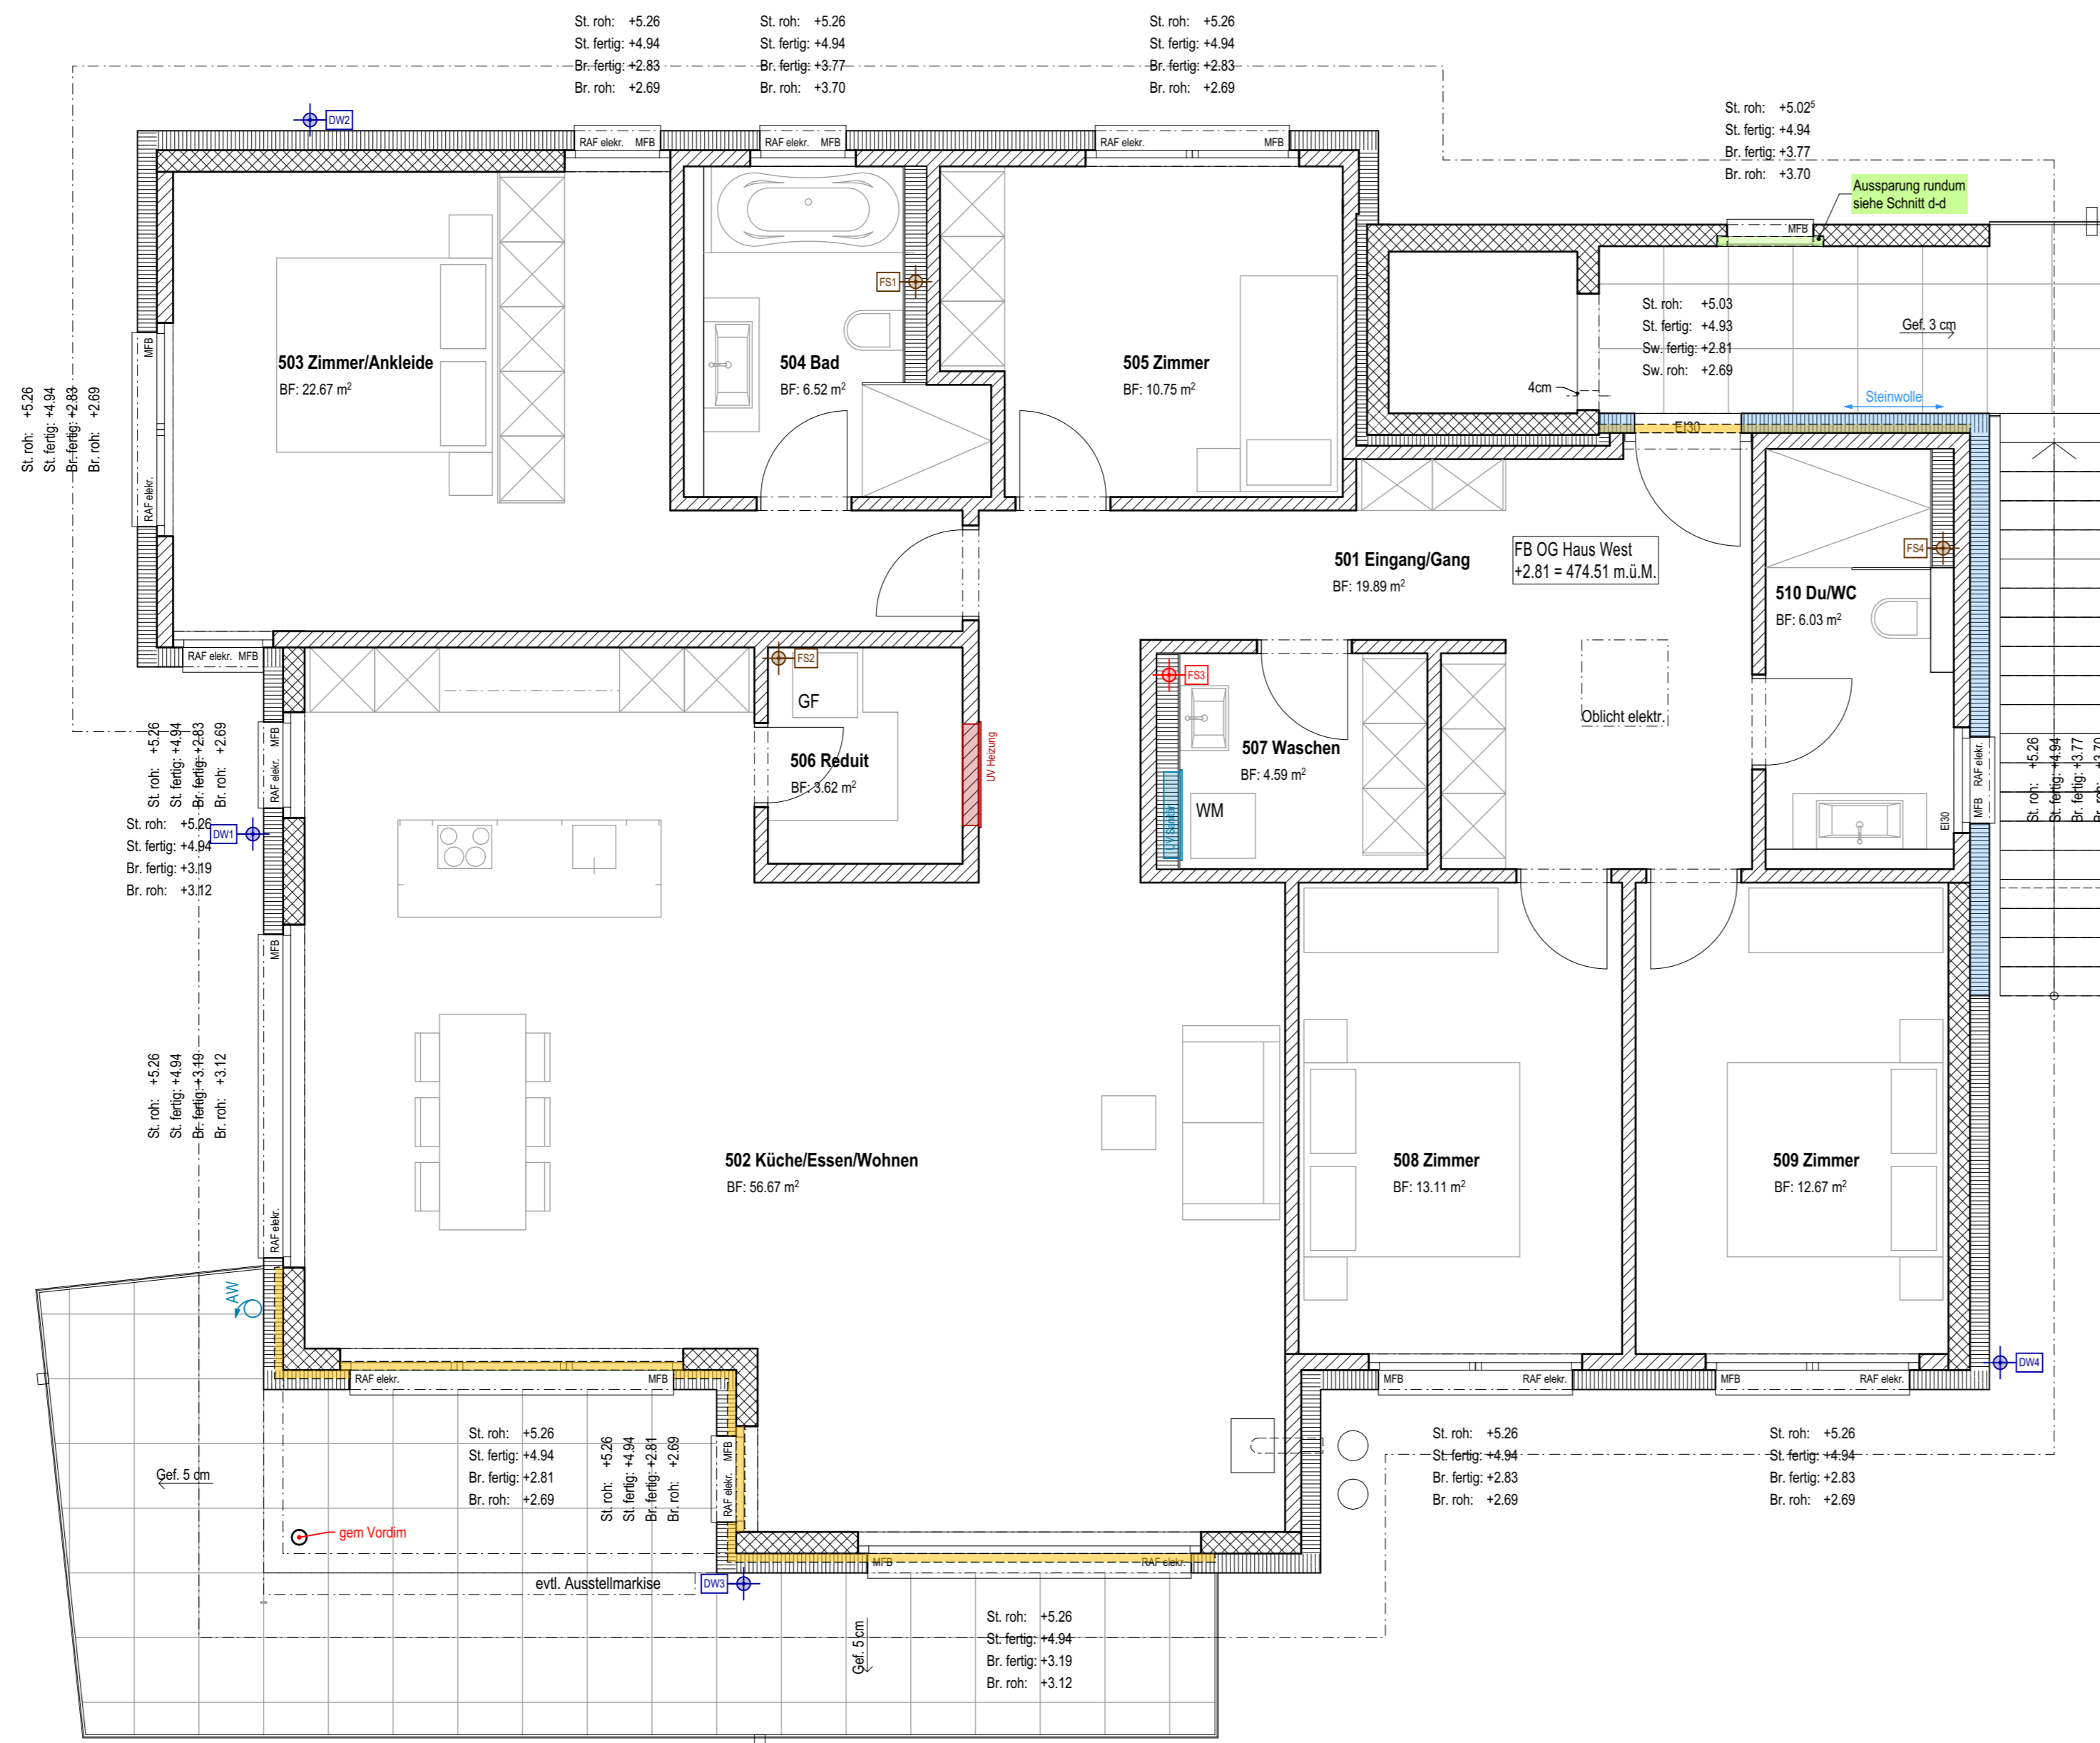 St. roh: +5.26
St. fertig: +4.94
Br. fertig: +2.83
Br. roh: +2.69
St. roh: +5.26
St. fertig: +4.94
Br. fertig: +3.77
Br. roh: +3.70
St. roh: +5.26
St. fertig: +4.94
Br. fertig: +2.83
Br. roh: +2.69
St. roh: +5.02⁵
St. fertig: +4.94
Br. fertig: +3.77
Br. roh: +3.70
Aussparung rundum
siehe Schnitt d-d
DW2
RAF elekr. MFB
RAF elekr. MFB
RAF elekr. MFB
MFB
FS1
St. roh: +5.03
St. fertig: +4.93
Sw. fertig: +2.81
Sw. roh: +2.69
Gef. 3 cm
4cm
Steinwolle
EI30
503 Zimmer/Ankleide
BF: 22.67 m²
504 Bad
BF: 6.52 m²
505 Zimmer
BF: 10.75 m²
MFB
RAF elekr.
St. roh: +5.26
St. fertig: +4.94
Br. fertig: +2.83
Br. roh: +2.69
501 Eingang/Gang
BF: 19.89 m²
FB OG Haus West
+2.81 = 474.51 m.ü.M.
FS4
510 Du/WC
BF: 6.03 m²
RAF elekr. MFB
FS2
GF
506 Reduit
BF: 3.62 m²
UV Heizung
FS3
507 Waschen
BF: 4.59 m²
WM
Oblicht elektr.
EI30
MFB RAF elekr.
St. roh: +5.26
St. fertig: +4.94
Br. fertig: +3.77
Br. roh: +3.70
St. roh: +5.26
St. fertig: +4.94
Br. fertig: +2.83
Br. roh: +2.69
RAF elekr. MFB
St. roh: +5.26
St. fertig: +4.94
Br. fertig: +3.19
Br. roh: +3.12
DW1
MFB
RAF elekr.
St. roh: +5.26
St. fertig: +4.94
Br. fertig: +3.19
Br. roh: +3.12
502 Küche/Essen/Wohnen
BF: 56.67 m²
508 Zimmer
BF: 13.11 m²
509 Zimmer
BF: 12.67 m²
AW
RAF elekr. MFB
MFB RAF elekr.
MFB RAF elekr.
DW4
St. roh: +5.26
St. fertig: +4.94
Br. fertig: +2.81
Br. roh: +2.69
St. roh: +5.26
St. fertig: +4.94
Br. fertig: +2.81
Br. roh: +2.69
RAF elekr. MFB
St. roh: +5.26
St. fertig: +4.94
Br. fertig: +2.83
Br. roh: +2.69
St. roh: +5.26
St. fertig: +4.94
Br. fertig: +2.83
Br. roh: +2.69
Gef. 5 cm
gem Vordim
MFB RAF elekr.
evtl. Ausstellmarkise
DW3
Gef. 5 cm
St. roh: +5.26
St. fertig: +4.94
Br. fertig: +3.19
Br. roh: +3.12